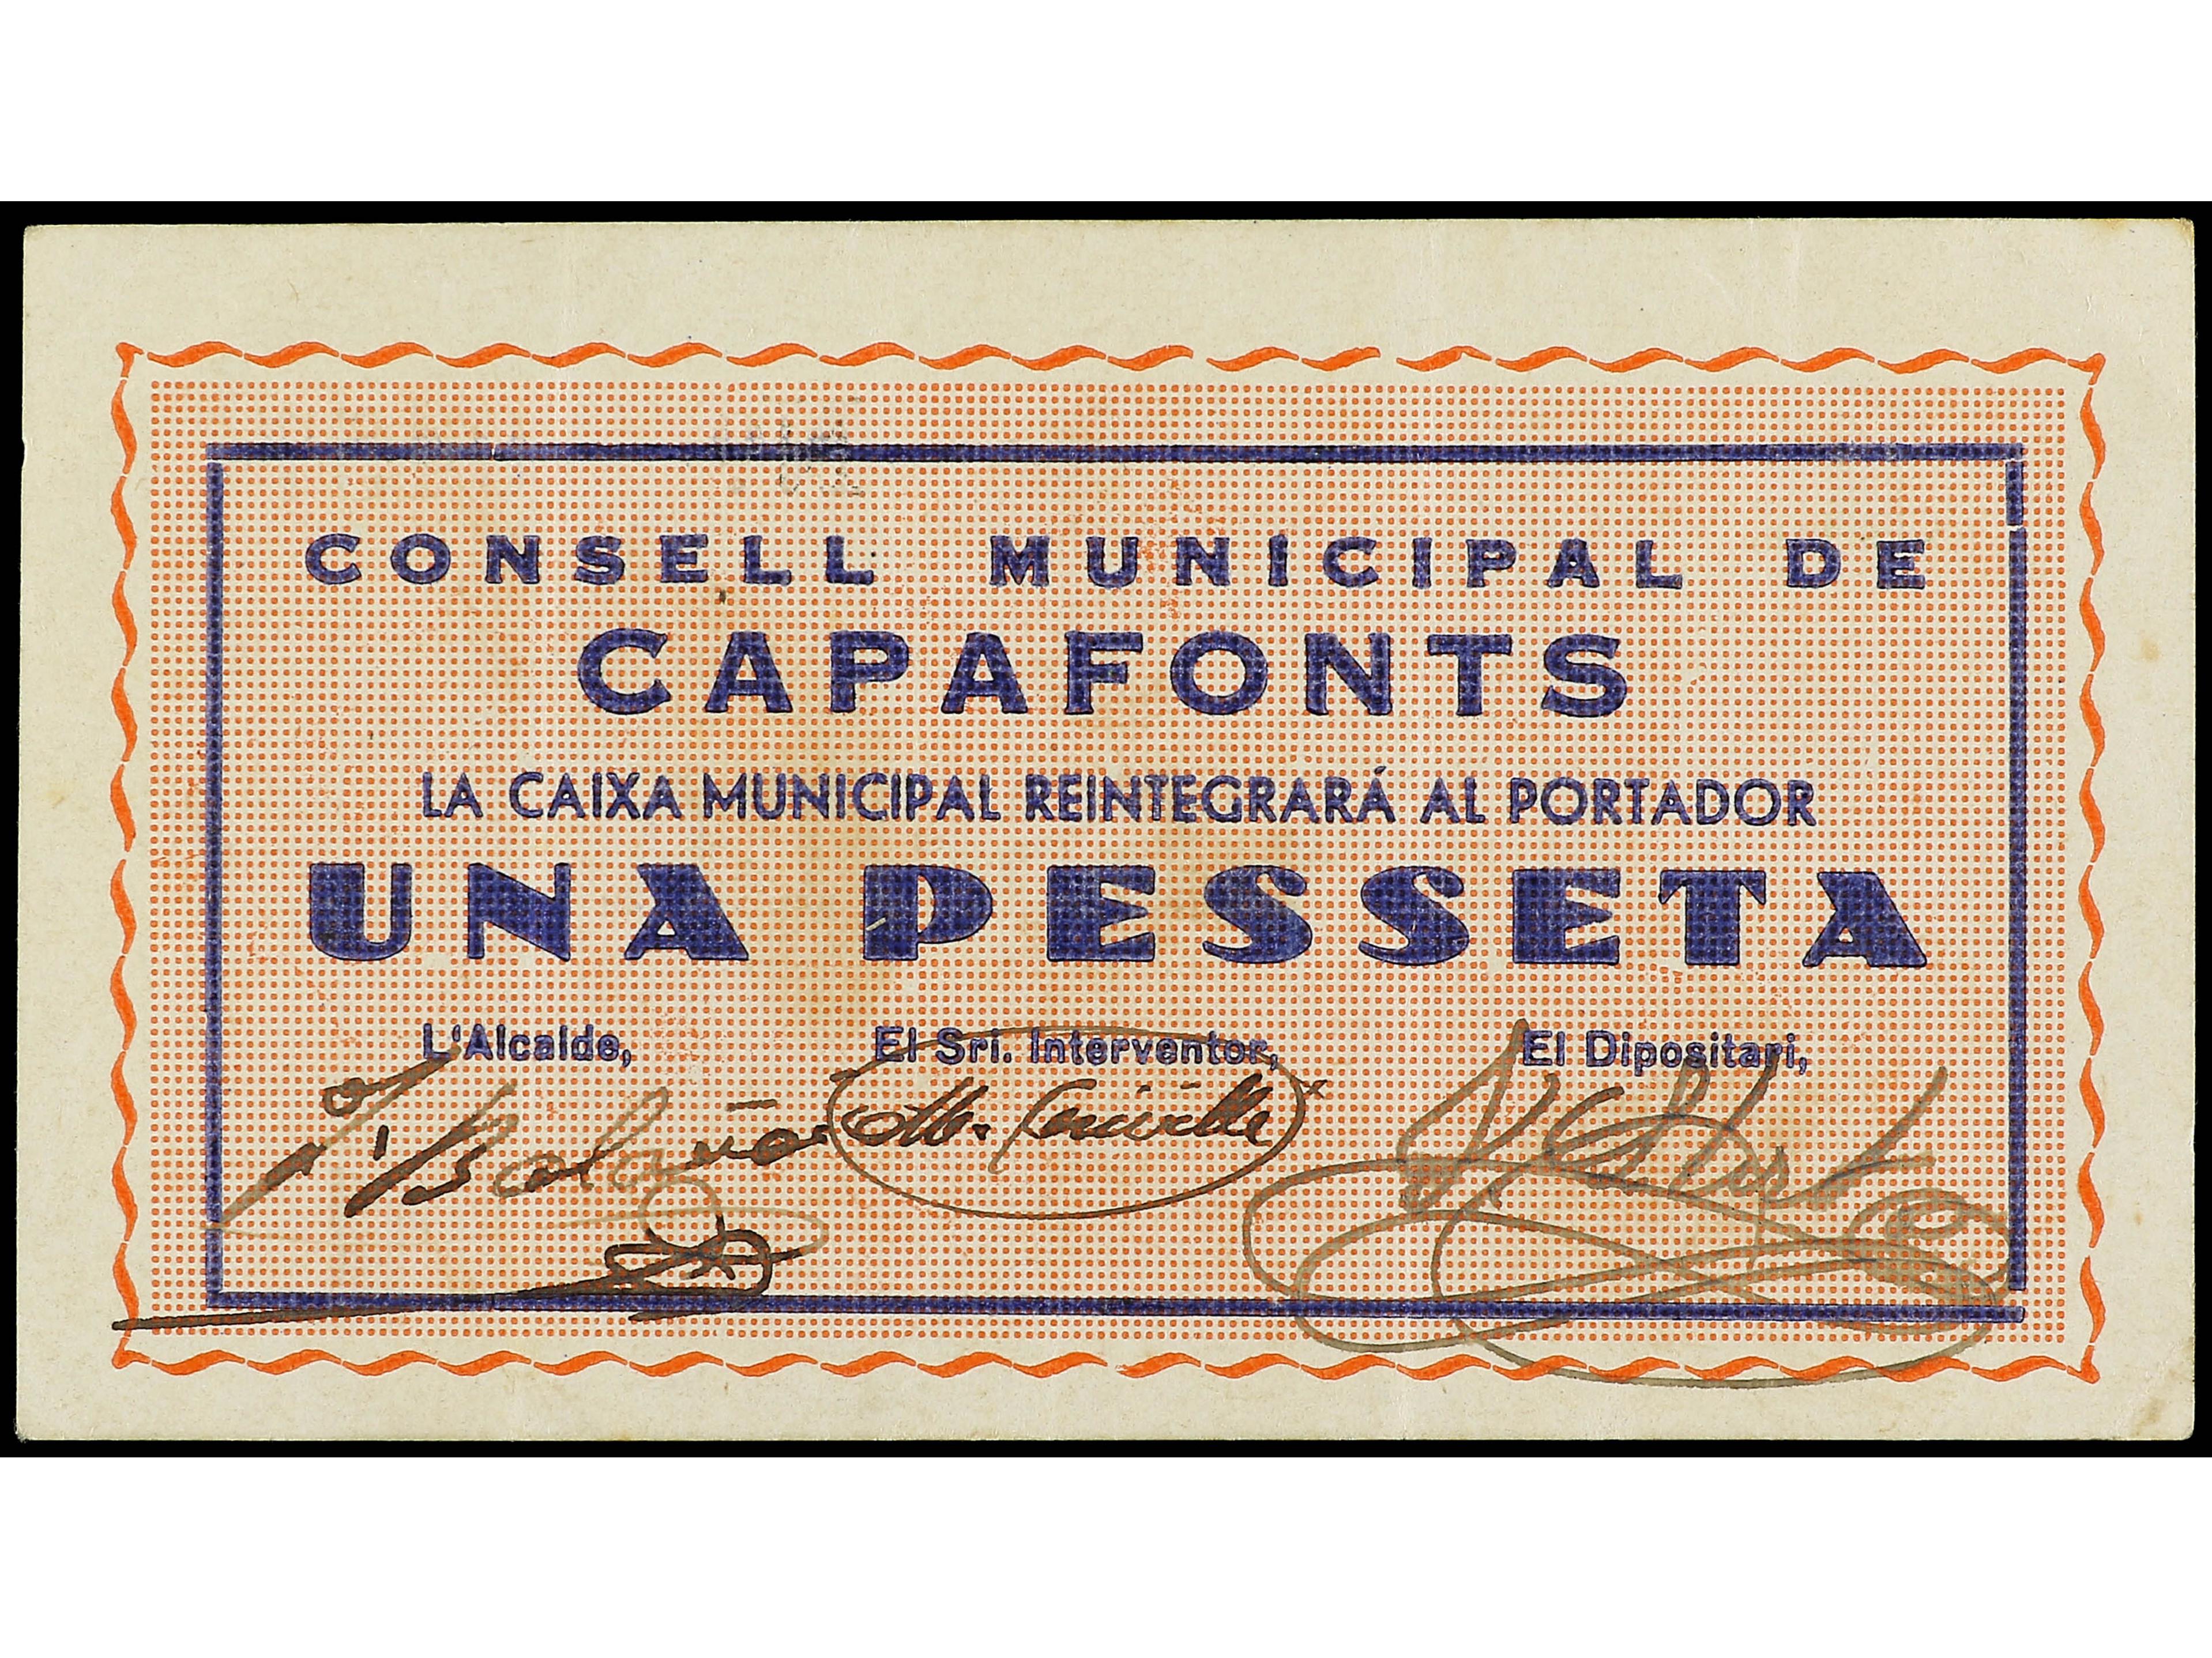 CONSELL MUNICIPAL DE
CAPAFONTS
LA CAIXA MUNICIPAL REINTEGRARÁ AL PORTADOR
UNA PESSETA
L'Alcalde, El Sri. Interventor, El Dipositari,